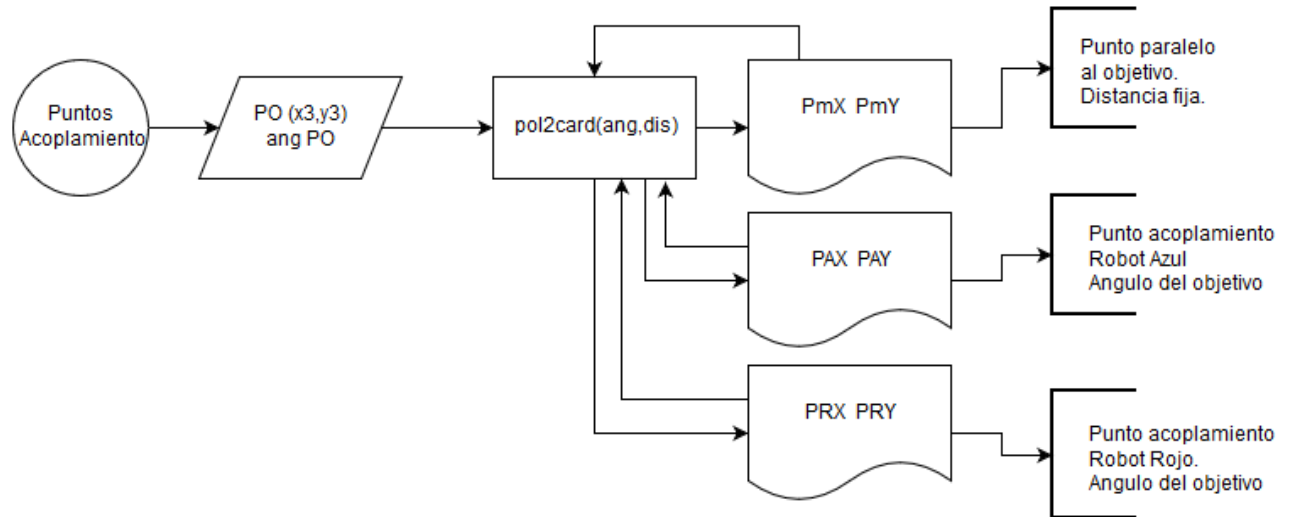 Puntos
Acoplamiento
PO (x3,y3)
ang PO
pol2card(ang,dis)
PmX PmY
Punto paralelo
al objetivo.
Distancia fija.
PAX PAY
Punto acoplamiento
Robot Azul
Angulo del objetivo
PRX PRY
Punto acoplamiento
Robot Rojo.
Angulo del objetivo